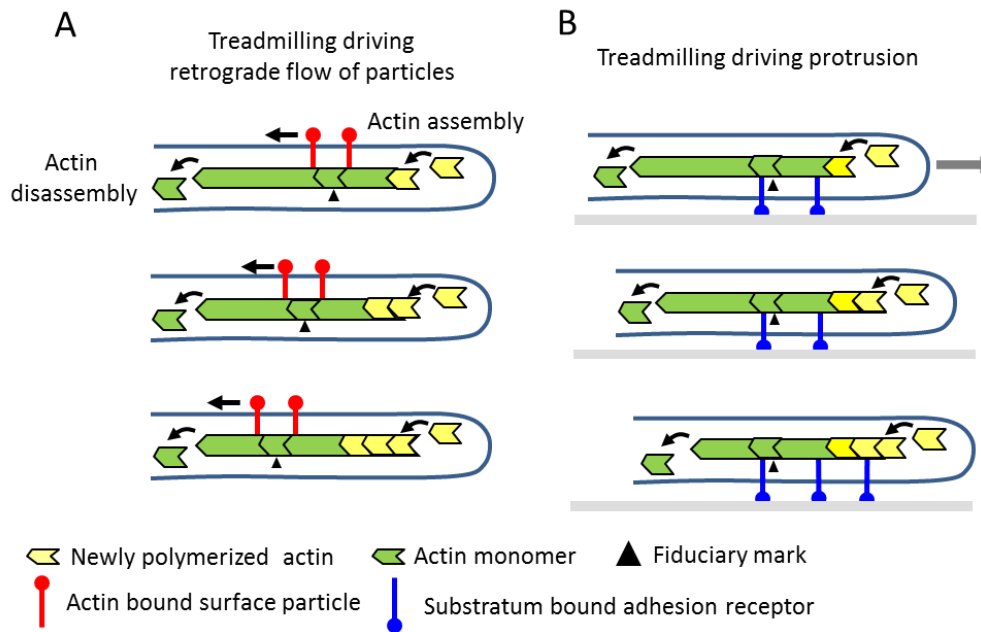 A
Treadmilling driving
retrograde flow of particles
B
Treadmilling driving protrusion
Actin assembly
Actin
disassembly
Newly polymerized actin
Actin monomer
Fiduciary mark
Actin bound surface particle
Substratum bound adhesion receptor